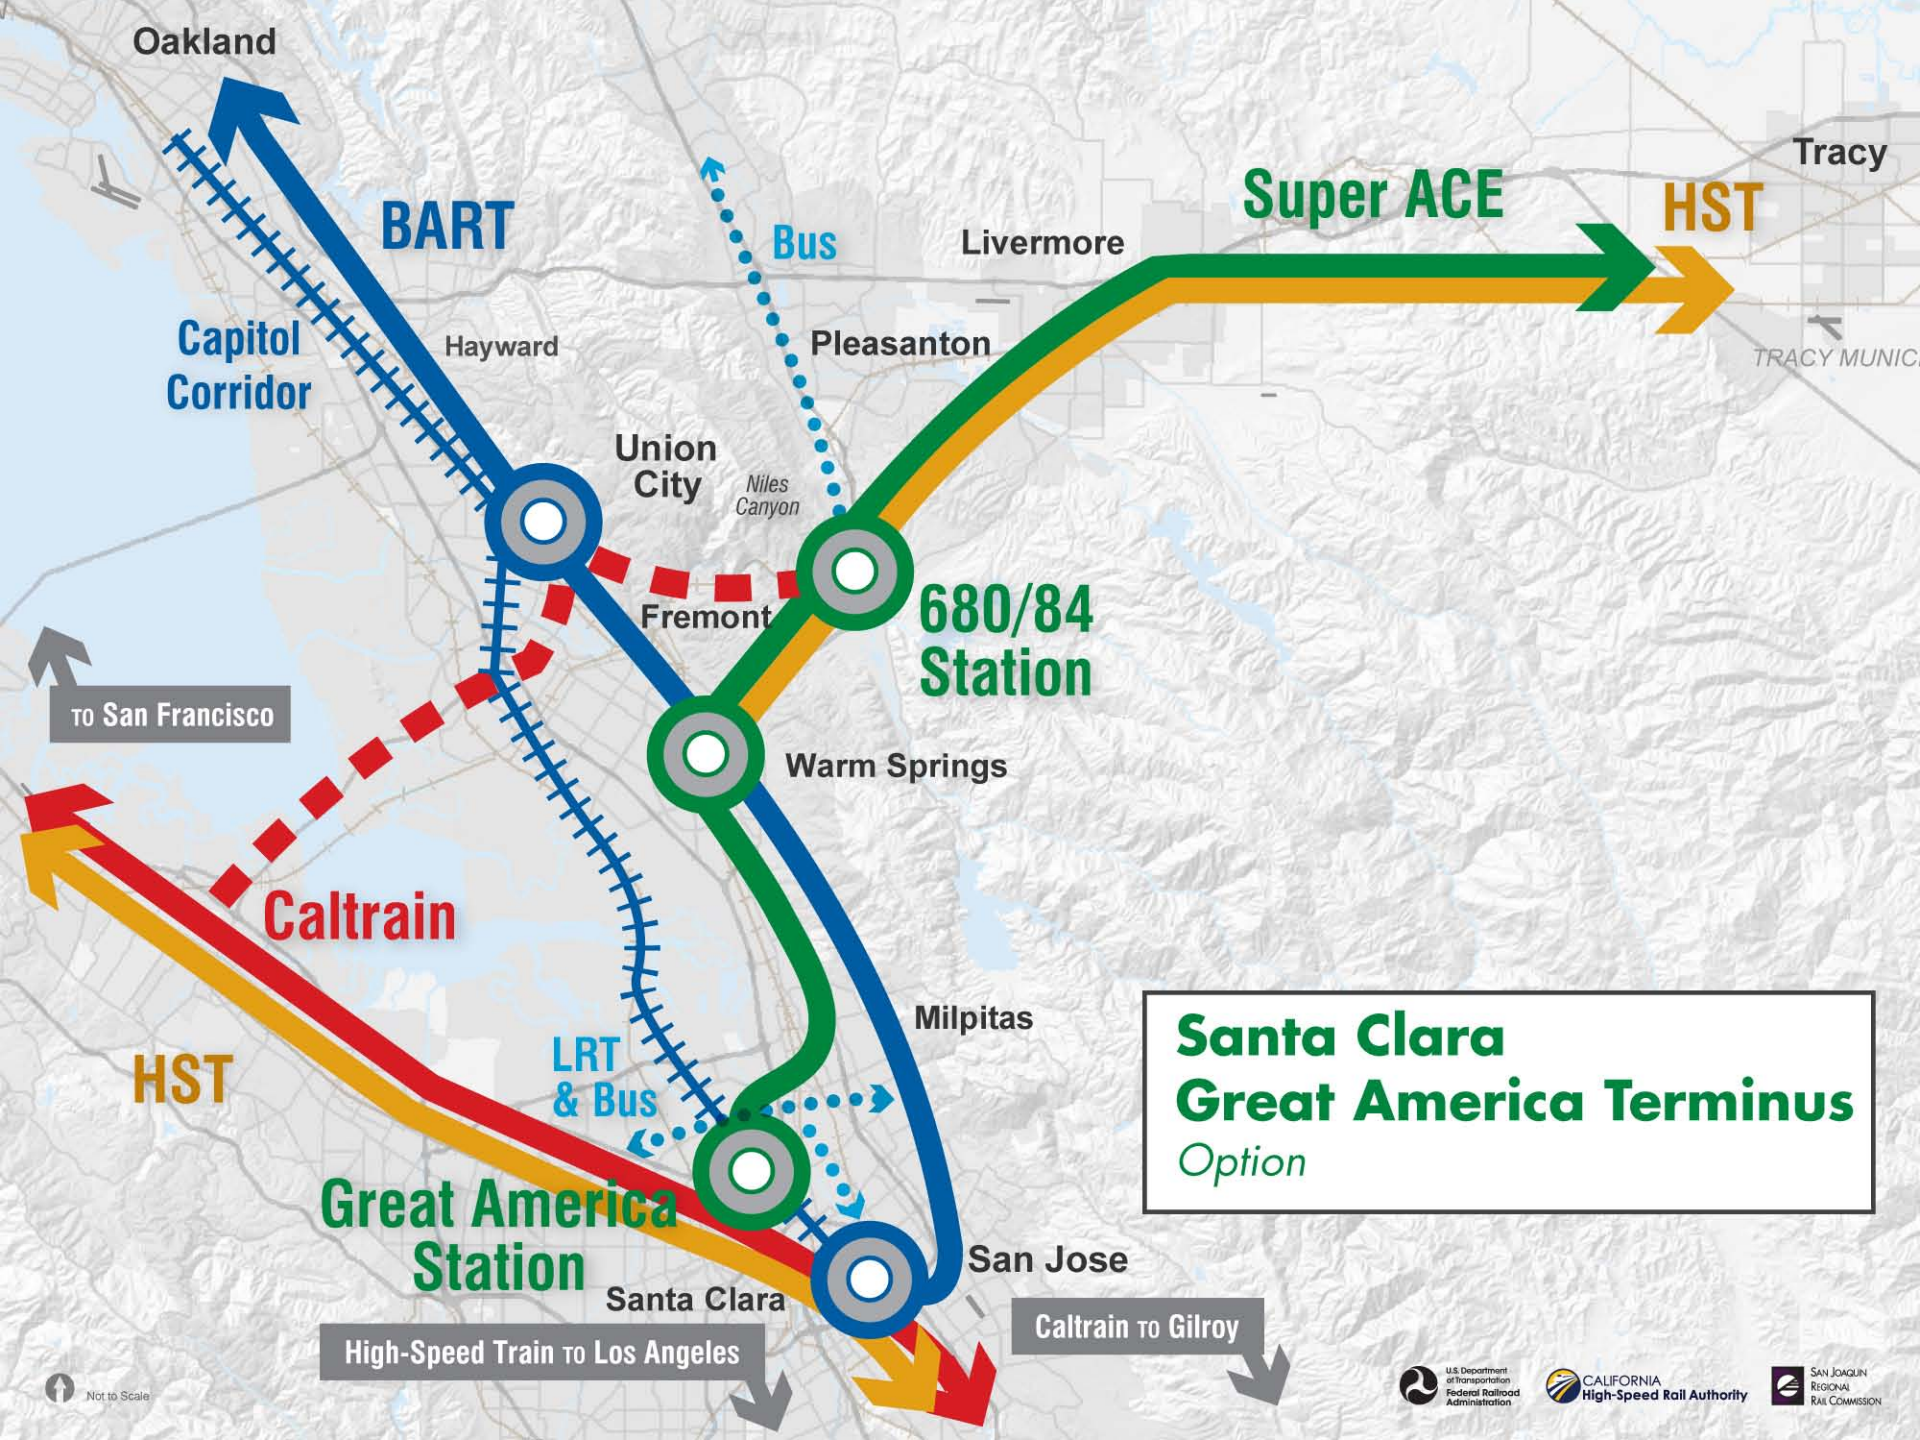 Oakland
Tracy
Super ACE
HST
BART
Bus
Livermore
Capitol
Corridor
Hayward
Pleasanton
TRACY MUNIC
Union
City
Niles
Canyon
Fremont
680/84
Station
TO San Francisco
Warm Springs
Caltrain
Milpitas
LRT
& Bus
HST
Santa Clara
Great America Terminus
Option
Great America
Station
San Jose
Santa Clara
Caltrain TO Gilroy
High-Speed Train TO Los Angeles
Not to Scale
U.S. Department
of Transportation
Federal Railroad
Administration
CALIFORNIA
High-Speed Rail Authority
SAN JOAQUIN
REGIONAL
RAIL COMMISSION